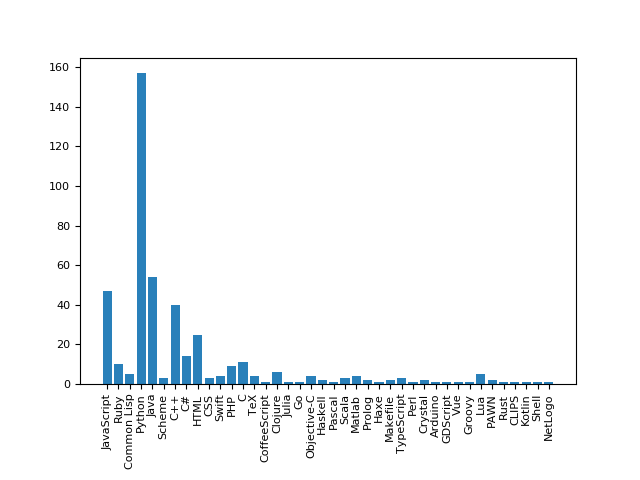 160
140
120
100
80
60
40
20
0
JavaScript
Ruby
Common Lisp
Python
Java
Scheme
C++
C#
HTML
CSS
Swift
PHP
C
TeX
CoffeeScript
Clojure
Julia
Go
Objective-C
Haskell
Pascal
Scala
Matlab
Prolog
Haxe
Makefile
TypeScript
Perl
Crystal
Arduino
GDScript
Vue
Groovy
Lua
PAWN
Rust
CLIPS
Kotlin
Shell
NetLogo